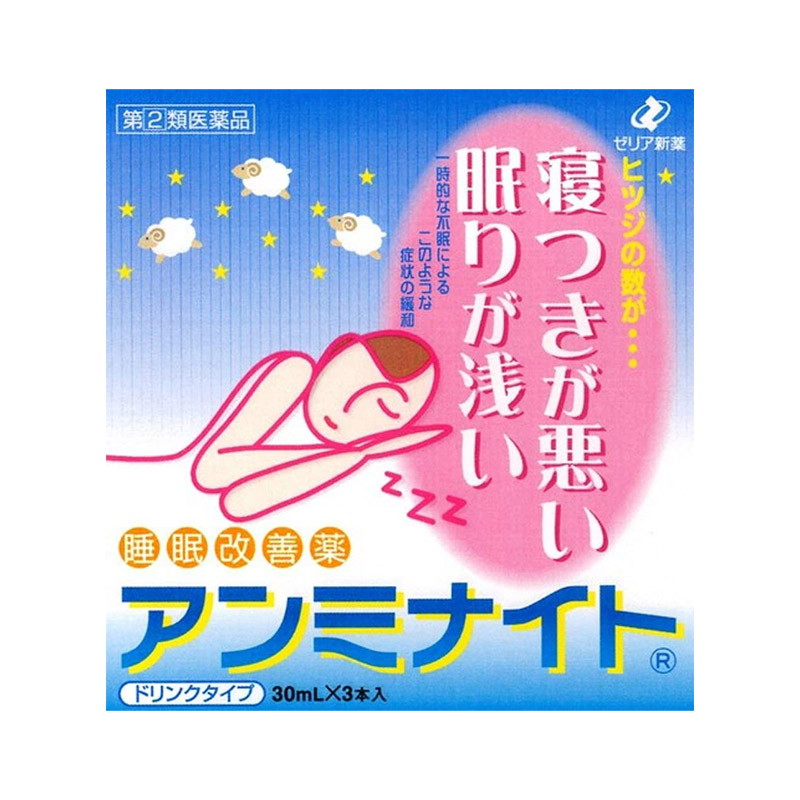 指②類医薬品
ゼリア新薬
ヒツジの数が・・・
寝つきが悪い
眠りが浅い
一時的な不眠による
このような
症状の緩和
zzz
睡眠改善薬
アンミナイト®
ドリンクタイプ 30mL×3本入